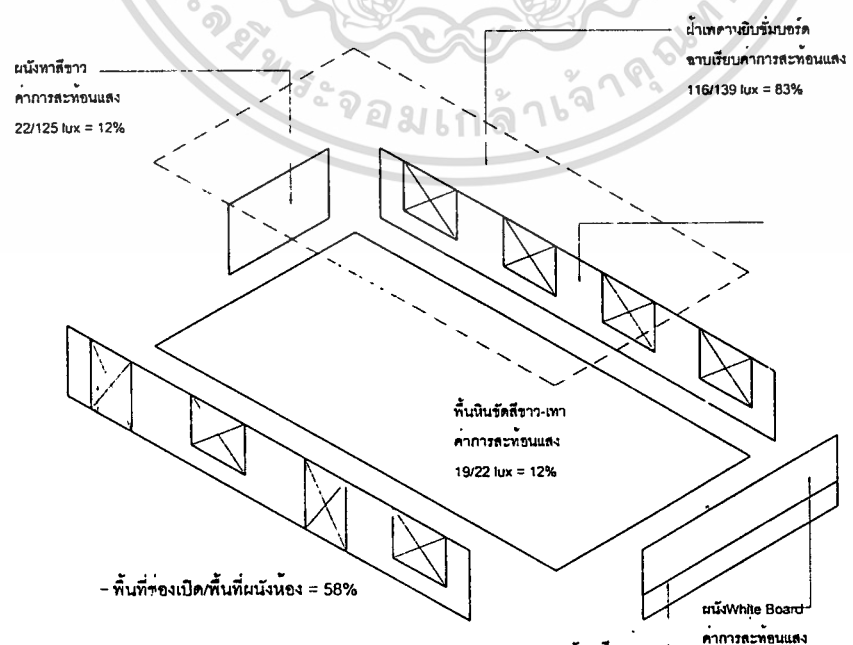 ผนังทาสีขาว
ค่าการสะท้อนแสง
22/125 lux = 12%
ฝ้าเพดานยิบซั่มบอร์ด
ฉาบเรียบค่าการสะท้อนแสง
116/139 lux = 83%
พื้นหินขัดสีขาว-เทา
ค่าการสะท้อนแสง
19/22 lux = 12%
- พื้นที่ช่องเปิด/พื้นที่ผนังห้อง = 58%
ผนังWhite Board
ค่าการสะท้อนแสง